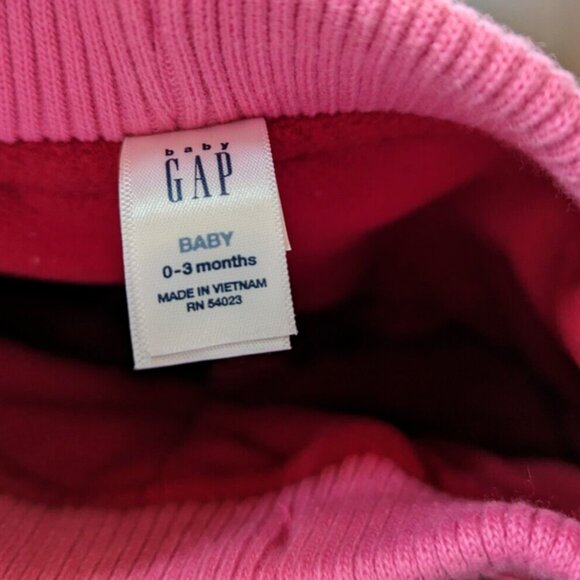 baby
GAP
BABY
0-3 months
MADE IN VIETNAM
RN 54023